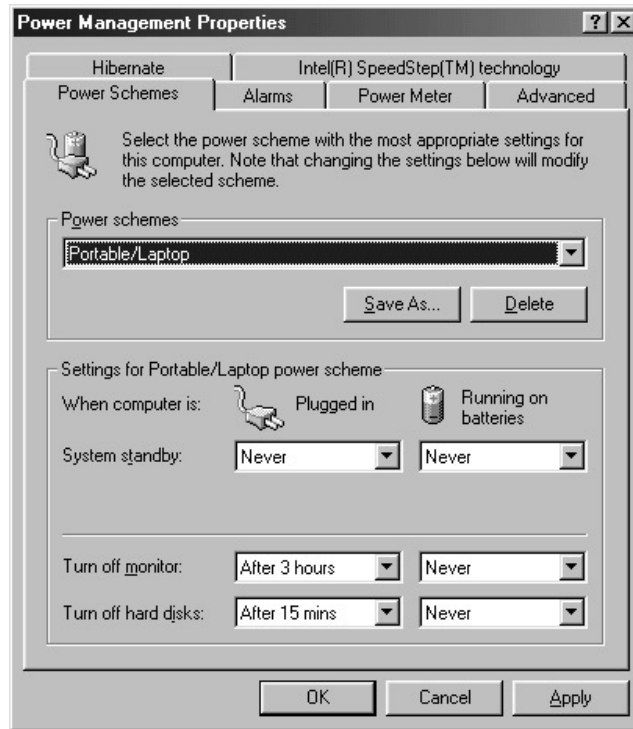 Power Management Properties
Hibernate Intel(R) SpeedStep(TM) technology
Power Schemes Alarms Power Meter Advanced
Select the power scheme with the most appropriate settings for
this computer. Note that changing the settings below will modify
the selected scheme.
Power schemes
Portable/Laptop
Save As... Delete
Settings for Portable/Laptop power scheme
When computer is: Plugged in Running on
batteries
System standby: Never Never
Turn off monitor: After 3 hours Never
Turn off hard disks: After 15 mins Never
OK Cancel Apply